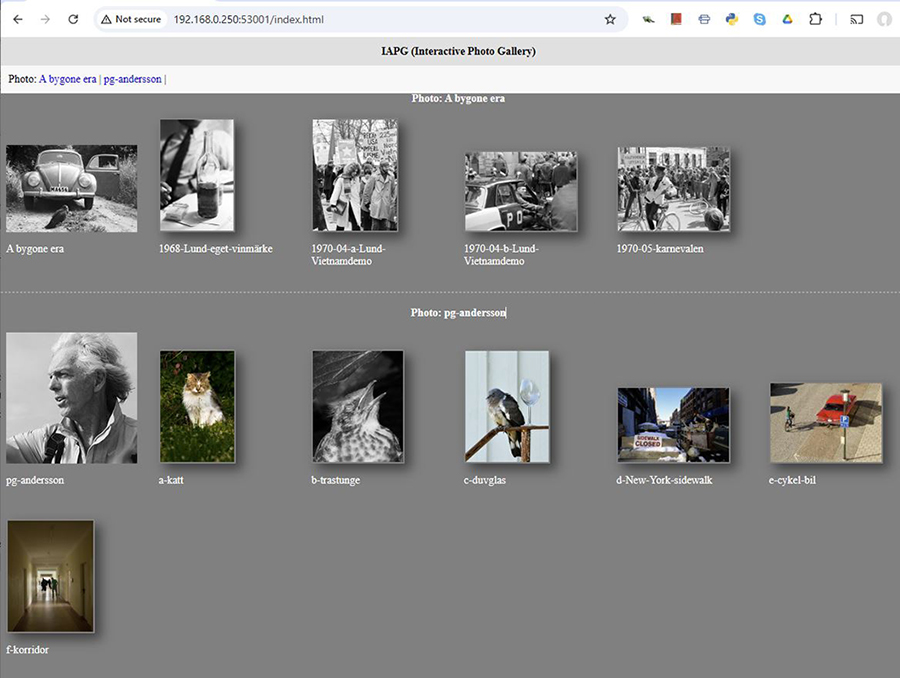 Not secure 192.168.0.250:53001/index.html
IAPG (Interactive Photo Gallery)
Photo: A bygone era | pg-andersson |
Photo: A bygone era
A bygone era
1968-Lund-eget-vinmärke
1970-04-a-Lund-
Vietnamdemo
1970-04-b-Lund-
Vietnamdemo
1970-05-karnevalen
Photo: pg-andersson
SIDEWALK
CLOSED
P
pg-andersson
a-katt
b-trastunge
c-duvglas
d-New-York-sidewalk
e-cykel-bil
f-korridor